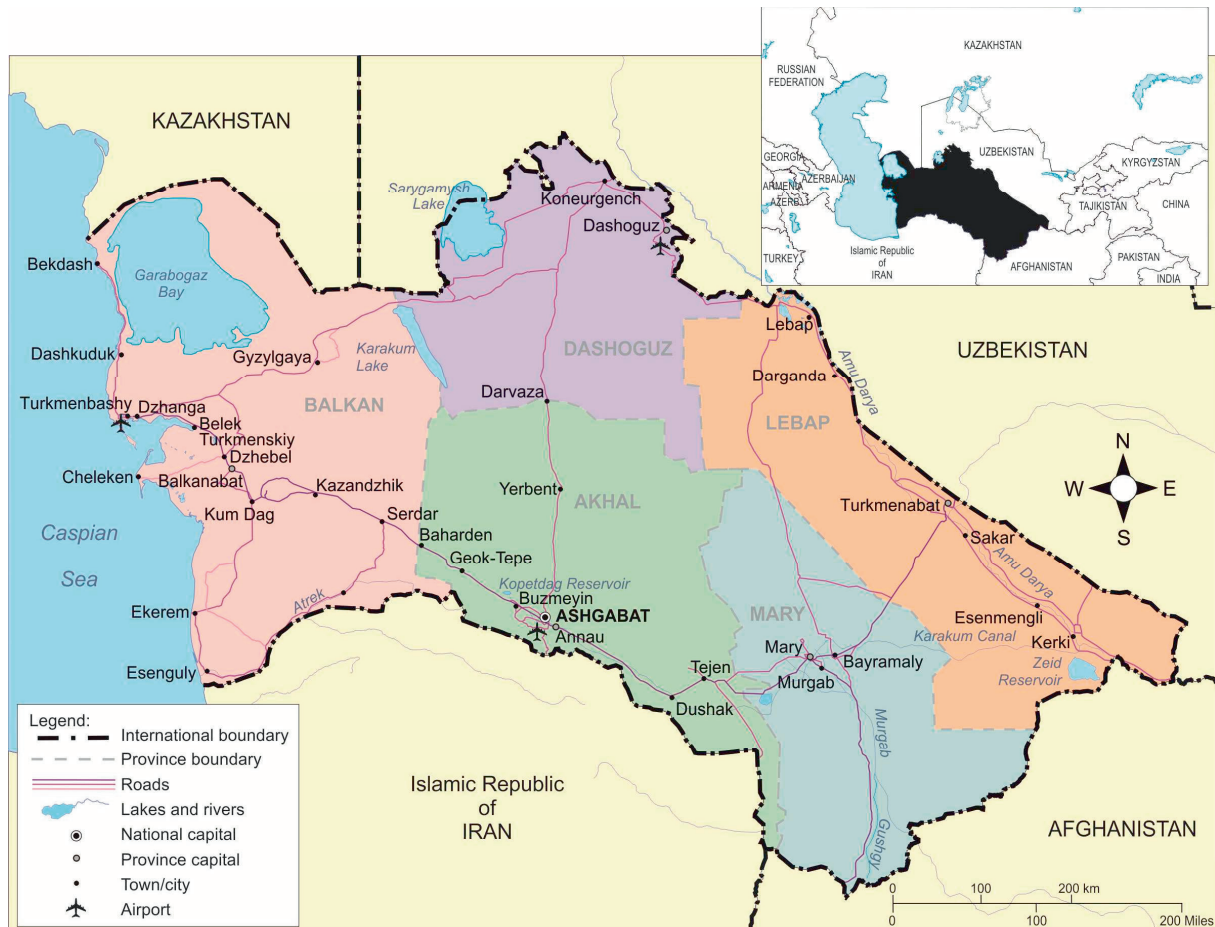 KAZAKHSTAN
RUSSIAN
FEDERATION
GEORGIA
ARMENIA
AZERBAIJAN
AZERB.
TURKEY
Islamic Republic
of
IRAN
UZBEKISTAN
KYRGYZSTAN
TAJIKISTAN
CHINA
AFGHANISTAN
PAKISTAN
INDIA
KAZAKHSTAN
Sarygamysh
Lake
Koneurgench
Dashoguz
Bekdash
Garabogaz
Bay
Lebap
Dashkuduk
Gyzylgaya
Karakum
Lake
DASHOGUZ
UZBEKISTAN
Amu Darya
Darganda
Darvaza
BALKAN
Turkmenbashy
Dzhanga
Belek
LEBAP
Turkmenskiy
Dzhebel
Cheleken
Balkanabat
Kazandzhik
Yerbent
AKHAL
Turkmenabat
N
W
E
S
Kum Dag
Serdar
Caspian
Sea
Baharden
Sakar
Geok-Tepe
Amu Darya
Kopetdag Reservoir
Buzmeyin
Atrek
Ekerem
ASHGABAT
MARY
Esenmengli
Annau
Karakum Canal
Kerki
Mary
Bayramaly
Zeid
Reservoir
Esenguly
Tejen
Murgab
Dushak
Murgab
Gushgy
Islamic Republic
of
IRAN
AFGHANISTAN
Legend:
International boundary
Province boundary
Roads
Lakes and rivers
National capital
Province capital
Town/city
Airport
0 100 200 km
0 100 200 Miles